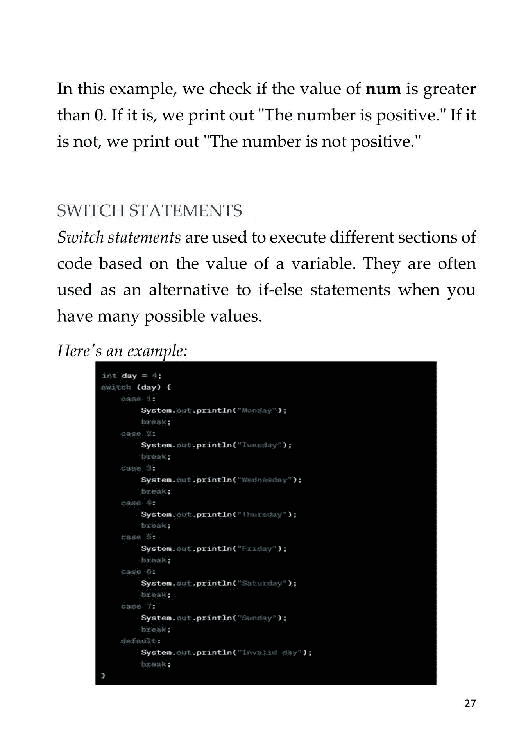 In this example, we check if the value of num is greater
than 0. If it is, we print out "The number is positive." If it
is not, we print out "The number is not positive."
SWITCH STATEMENTS
Switch statements are used to execute different sections of
code based on the value of a variable. They are often
used as an alternative to if-else statements when you
have many possible values.
Here's an example:
int day = 4;
switch (day) {
case 1:
System.out.println("Monday");
break;
case 2:
System.out.println("Tuesday");
break;
case 3:
System.out.println("Wednesday");
break;
case 4:
System.out.println("Thursday");
break;
case 5:
System.out.println("Friday");
break;
case 6:
System.out.println("Saturday");
break;
case 7:
System.out.println("Sunday");
break;
default:
System.out.println("Invalid day");
break;
}
27